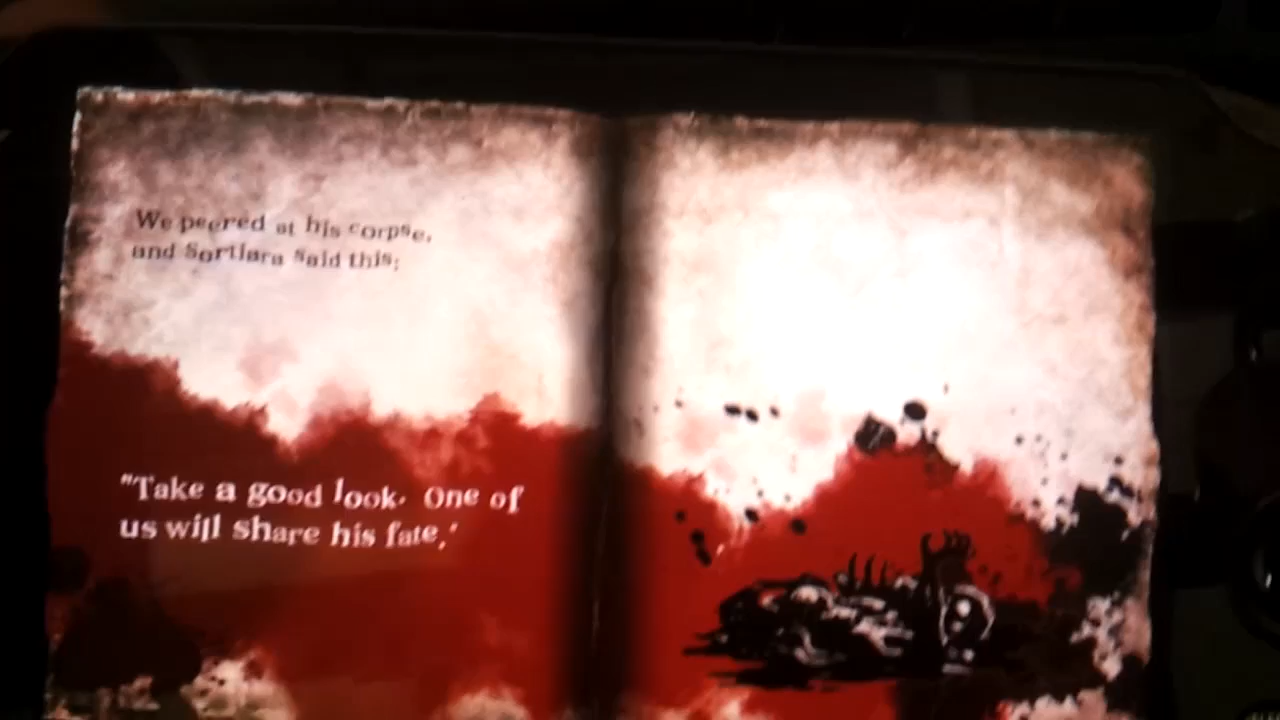 We peered at his corpse,
and Sortiara said this:
"Take a good look. One of
us will share his fate."